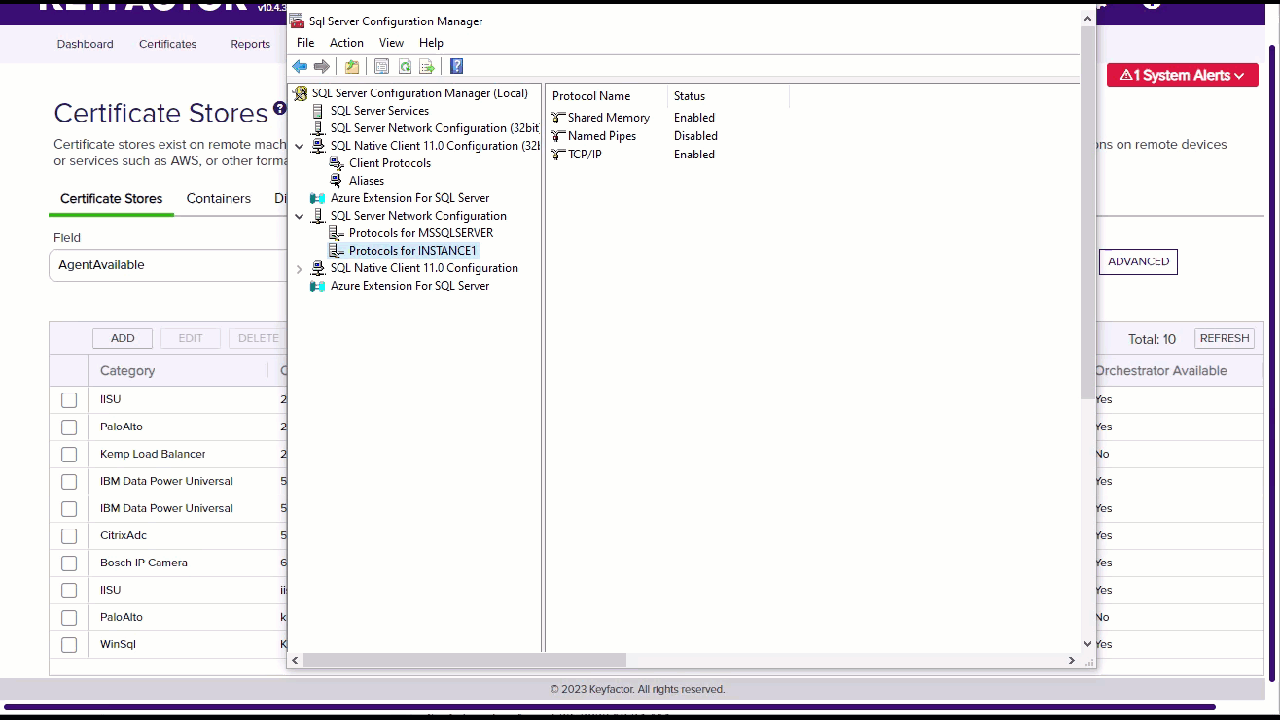 KEYFACTOR v10.4.3
Dashboard Certificates Reports
1 System Alerts
Certificate Stores ?
Certificate stores exist on remote mach
ons on remote devices
or services such as AWS, or other forma
Certificate Stores Containers Di
Field
AgentAvailable
ADVANCED
ADD EDIT DELETE
Total: 10 REFRESH
Category C
Orchestrator Available
IISU 2 Yes
PaloAlto 2 Yes
Kemp Load Balancer 2 No
IBM Data Power Universal 5 Yes
IBM Data Power Universal 5 Yes
CitrixAdc 5 Yes
Bosch IP Camera 6 Yes
IISU iis Yes
PaloAlto k No
WinSql K Yes
© 2023 Keyfactor. All rights reserved.
Sql Server Configuration Manager
File Action View Help
SQL Server Configuration Manager (Local)
SQL Server Services
SQL Server Network Configuration (32bit
SQL Native Client 11.0 Configuration (32b
Client Protocols
Aliases
Azure Extension For SQL Server
SQL Server Network Configuration
Protocols for MSSQLSERVER
Protocols for INSTANCE1
SQL Native Client 11.0 Configuration
Azure Extension For SQL Server
Protocol Name Status
Shared Memory Enabled
Named Pipes Disabled
TCP/IP Enabled